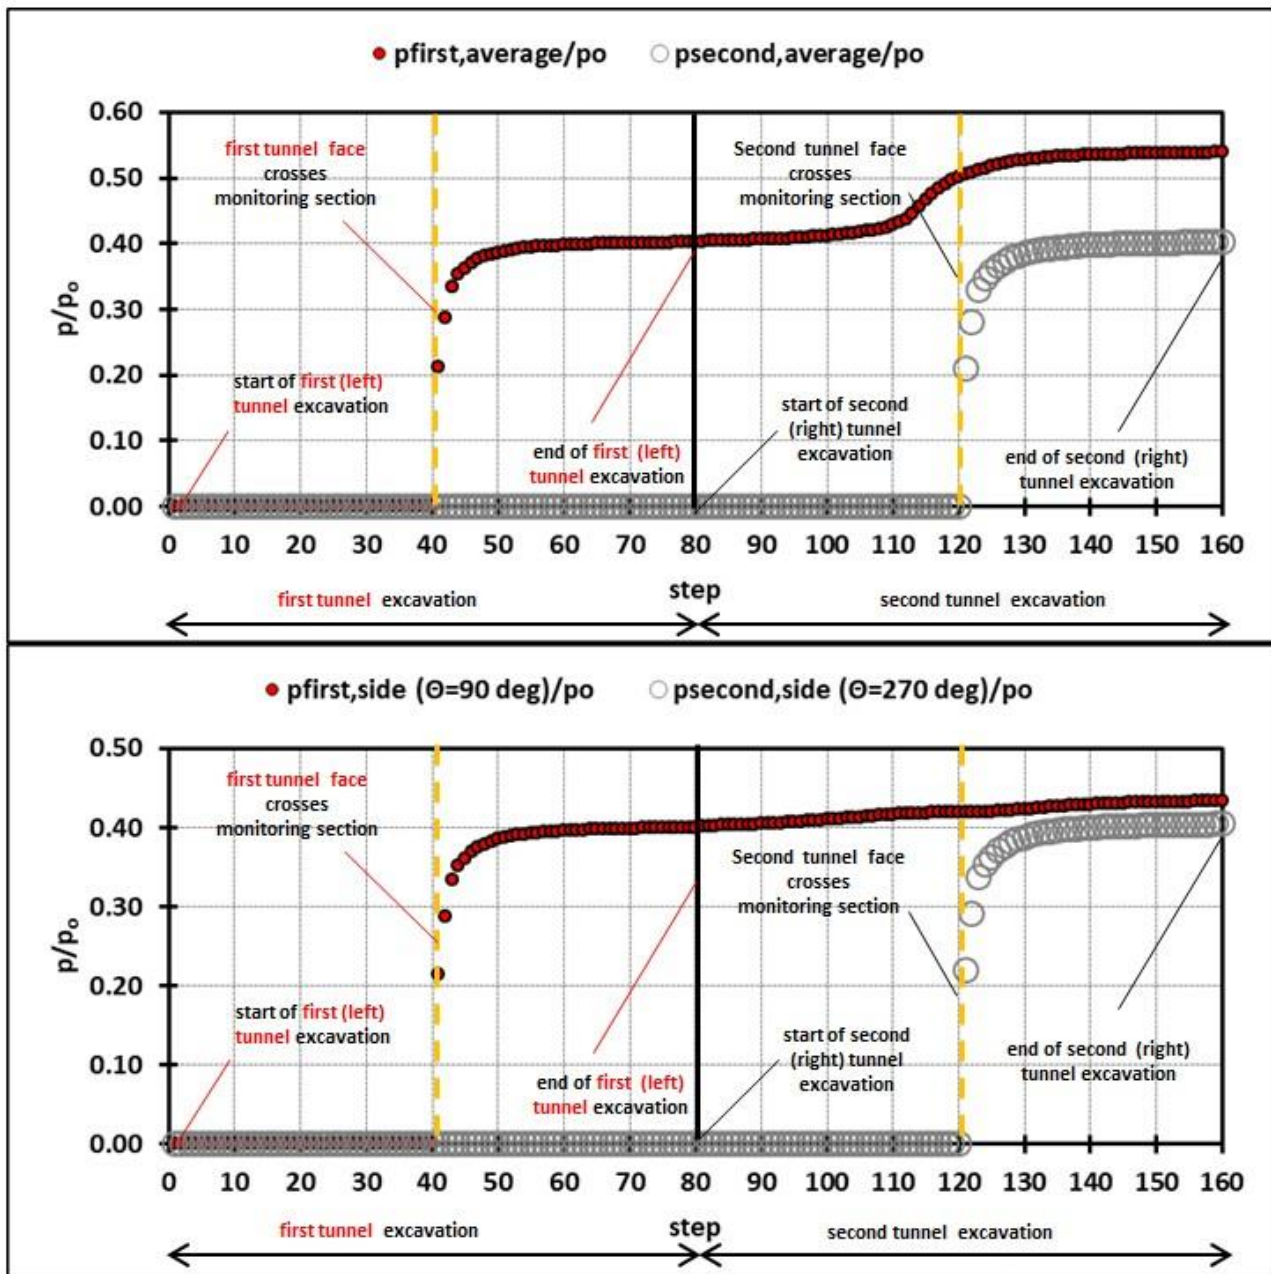 pfirst,average/po psecond,average/po
0.60
0.50
0.40
0.30
0.20
0.10
0.00
p/po
first tunnel face
crosses
monitoring section
Second tunnel face
crosses
monitoring section
start of first (left)
tunnel excavation
end of first (left)
tunnel excavation
start of second
(right) tunnel
excavation
end of second (right)
tunnel excavation
0 10 20 30 40 50 60 70 80 90 100 110 120 130 140 150 160
step
first tunnel excavation
second tunnel excavation
pfirst,side (Θ=90 deg)/po psecond,side (Θ=270 deg)/po
0.50
0.40
0.30
0.20
0.10
0.00
p/po
first tunnel face
crosses
monitoring section
Second tunnel face
crosses
monitoring section
start of first (left)
tunnel excavation
end of first (left)
tunnel excavation
start of second
(right) tunnel
excavation
end of second (right)
tunnel excavation
0 10 20 30 40 50 60 70 80 90 100 110 120 130 140 150 160
step
first tunnel excavation
second tunnel excavation